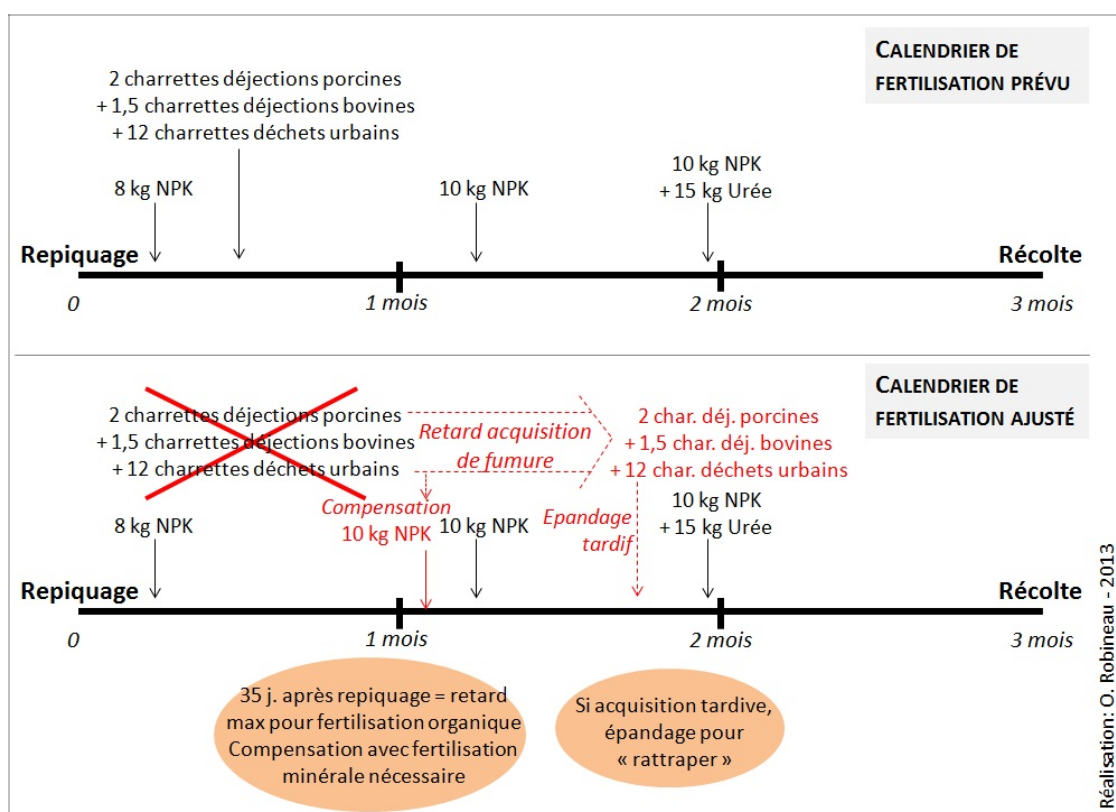 CALENDRIER DE
FERTILISATION PRÉVU
2 charrettes déjections porcines
+ 1,5 charrettes déjections bovines
+ 12 charrettes déchets urbains
8 kg NPK
10 kg NPK
10 kg NPK
+ 15 kg Urée
Repiquage
Récolte
0
1 mois
2 mois
3 mois
CALENDRIER DE
FERTILISATION AJUSTÉ
2 charrettes déjections porcines
+ 1,5 charrettes déjections bovines
+ 12 charrettes déchets urbains
Retard acquisition
de fumure
2 char. déj. porcines
+ 1,5 char. déj. bovines
+ 12 char. déchets urbains
8 kg NPK
Compensation
10 kg NPK
10 kg NPK
Epandage
tardif
10 kg NPK
+ 15 kg Urée
Repiquage
Récolte
0
1 mois
2 mois
3 mois
35 j. après repiquage = retard
max pour fertilisation organique
Compensation avec fertilisation
minérale nécessaire
Si acquisition tardive,
épandage pour
« rattraper »
Réalisation: O. Robineau - 2013